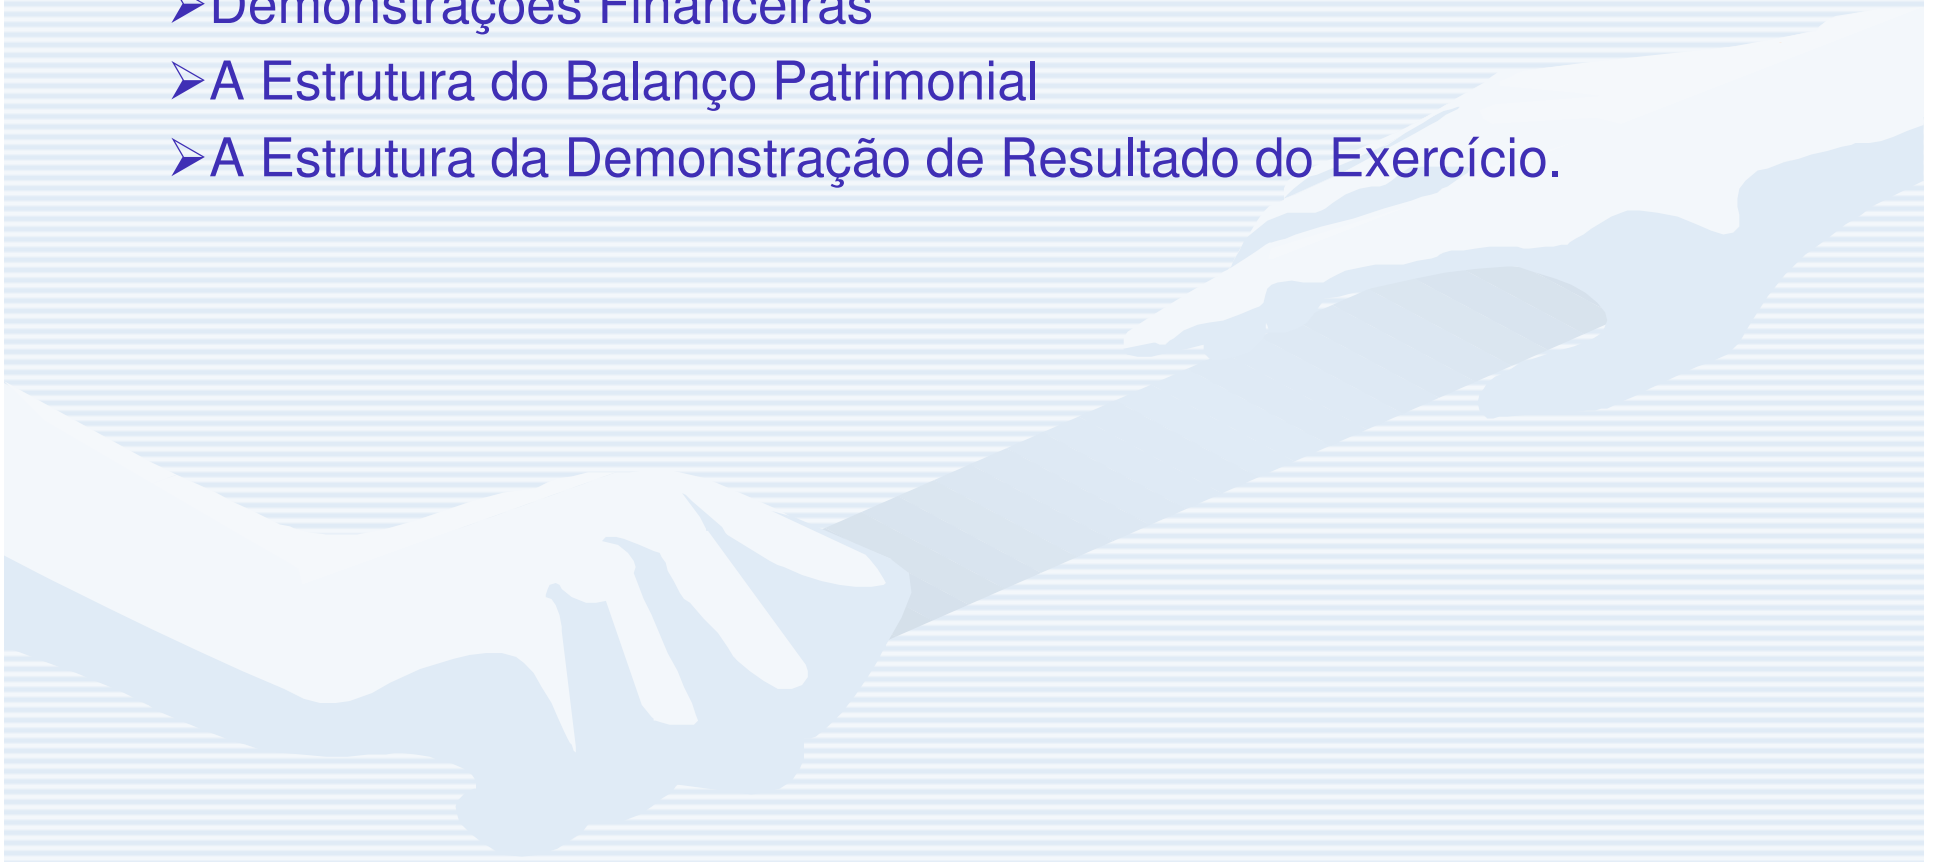 ➢Demonstrações Financeiras
➢A Estrutura do Balanço Patrimonial
➢A Estrutura da Demonstração de Resultado do Exercício.